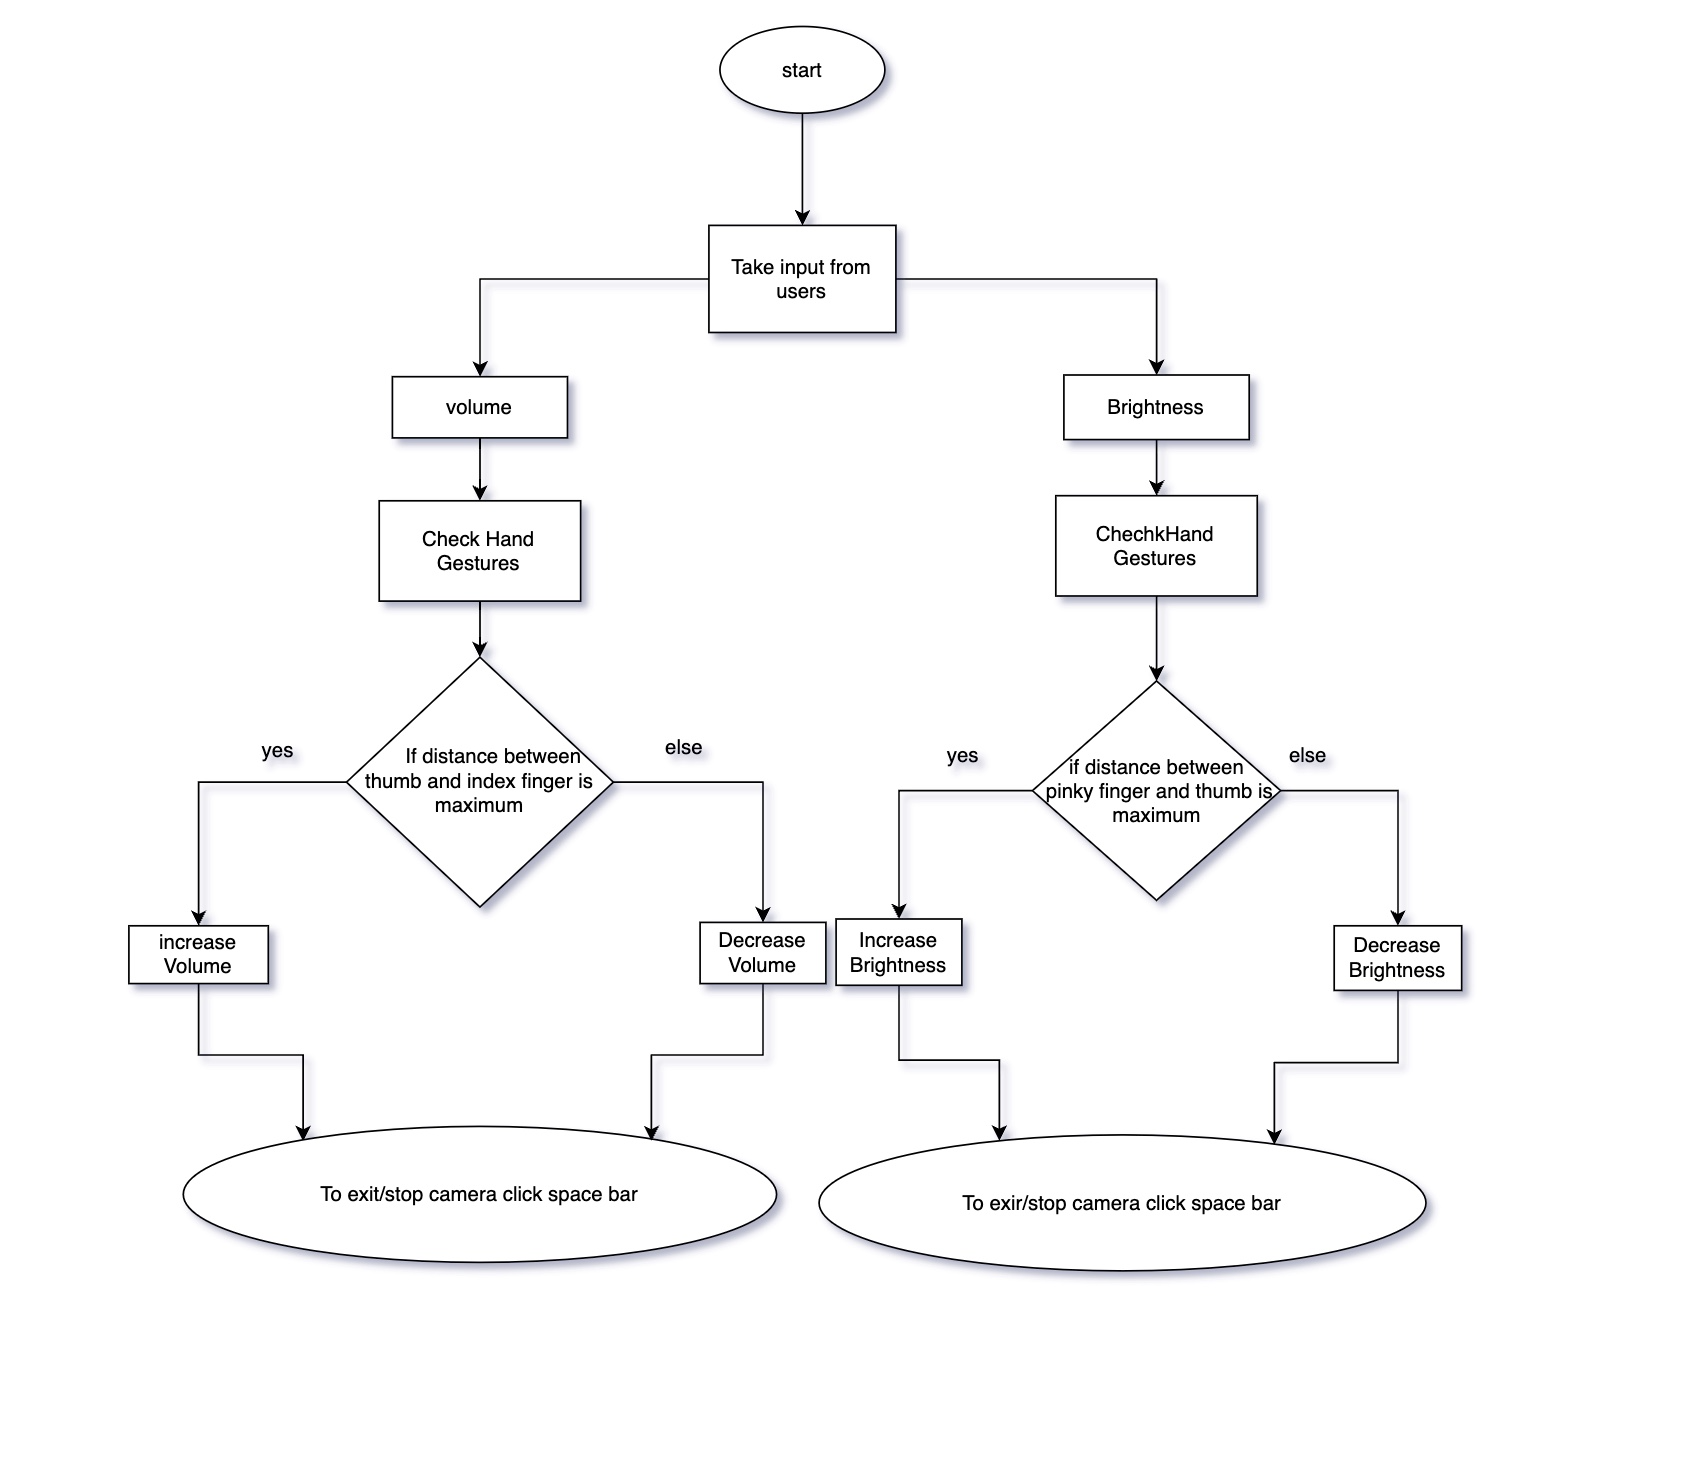 start
Take input from
users
volume
Brightness
Check Hand
Gestures
ChechkHand
Gestures
yes
If distance between
thumb and index finger is
maximum
else
yes
if distance between
pinky finger and thumb is
maximum
else
increase
Volume
Decrease
Volume
Increase
Brightness
Decrease
Brightness
To exit/stop camera click space bar
To exir/stop camera click space bar